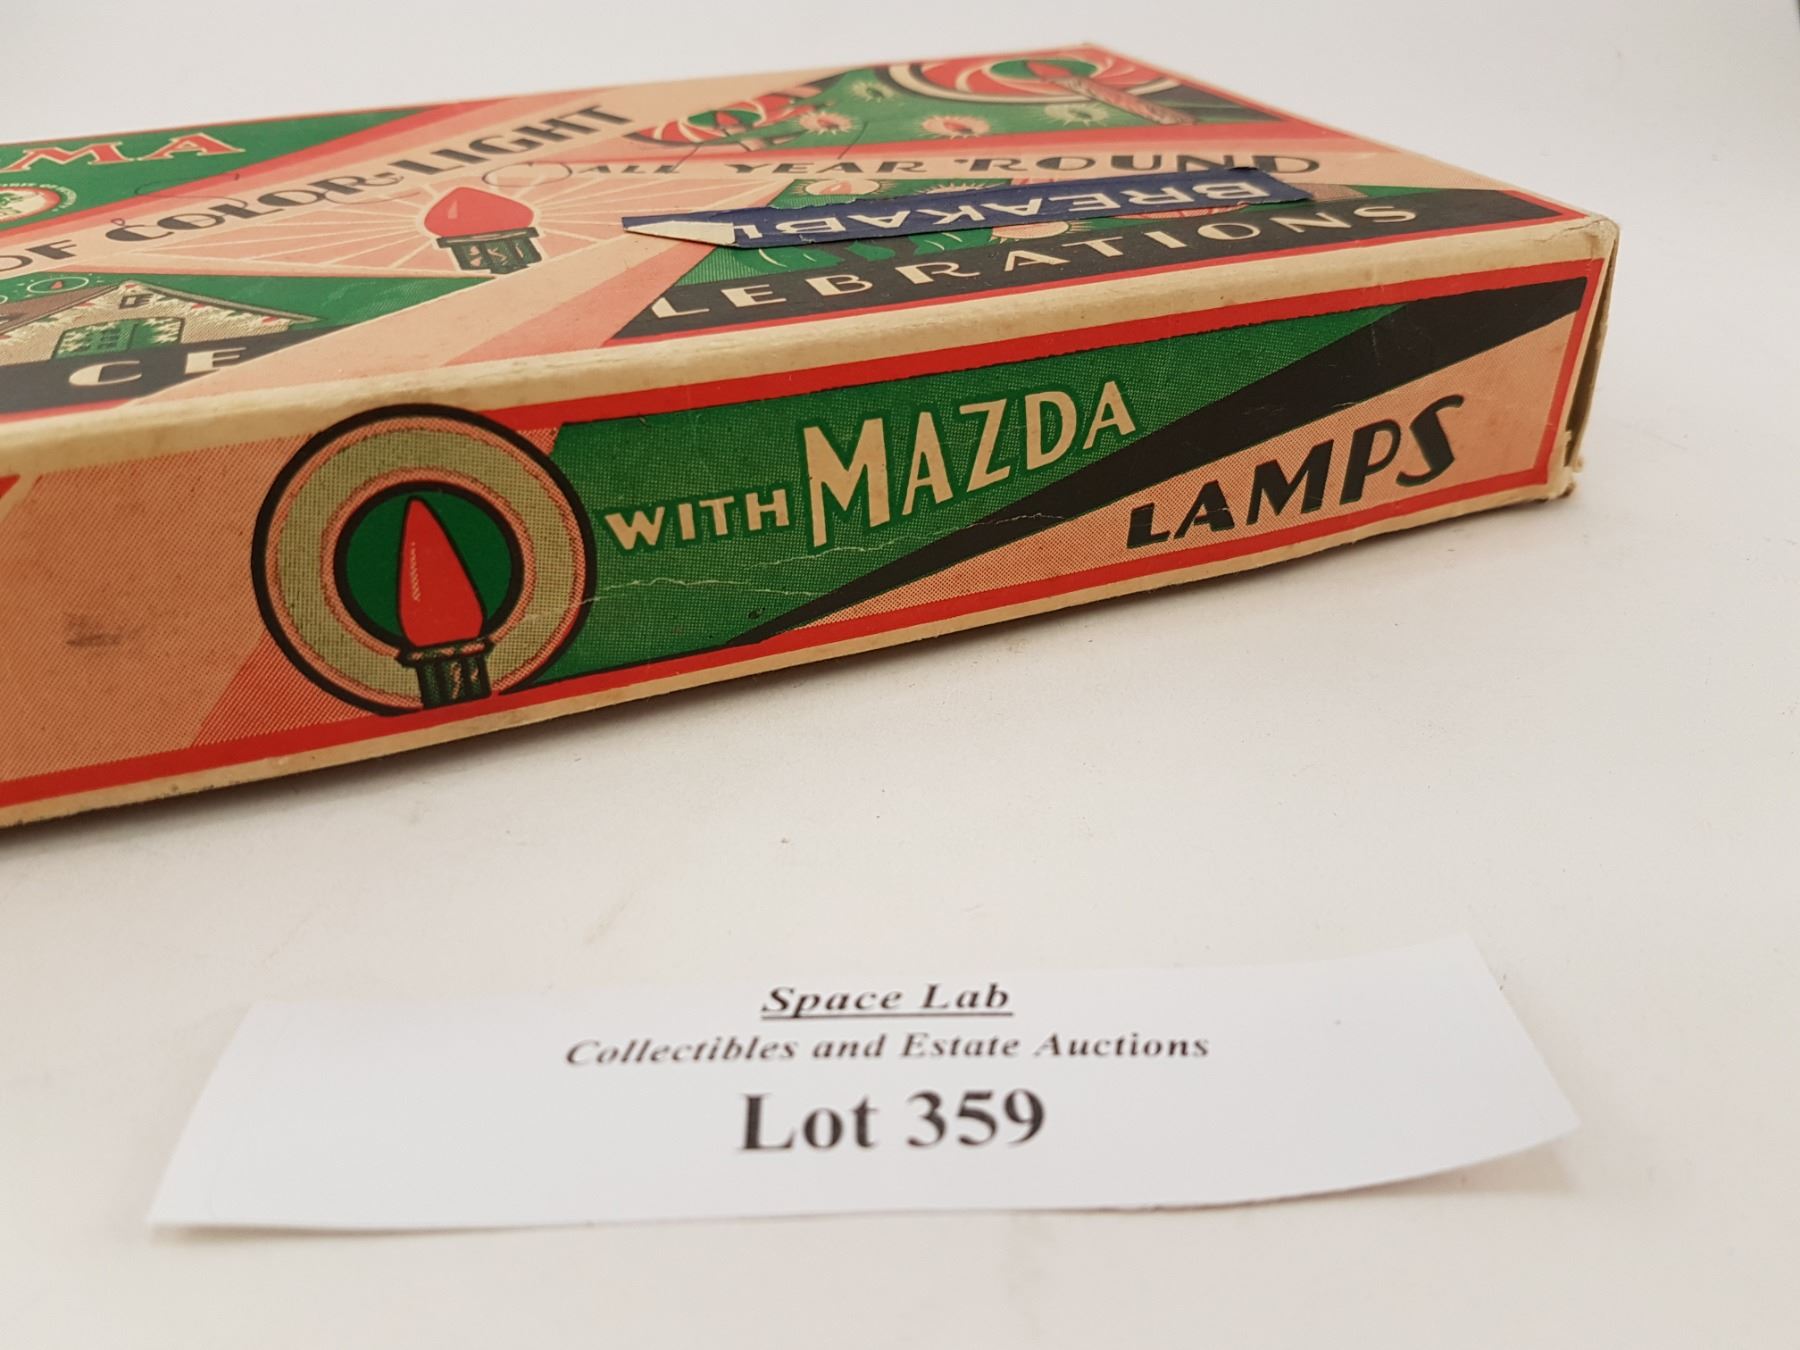 MA
OF COLOR-LIGHT
ALL YEAR 'ROUND
BREAKABL
CE
LEBRATIONS
WITH MAZDA
LAMPS
Space Lab
Collectibles and Estate Auctions
Lot 359